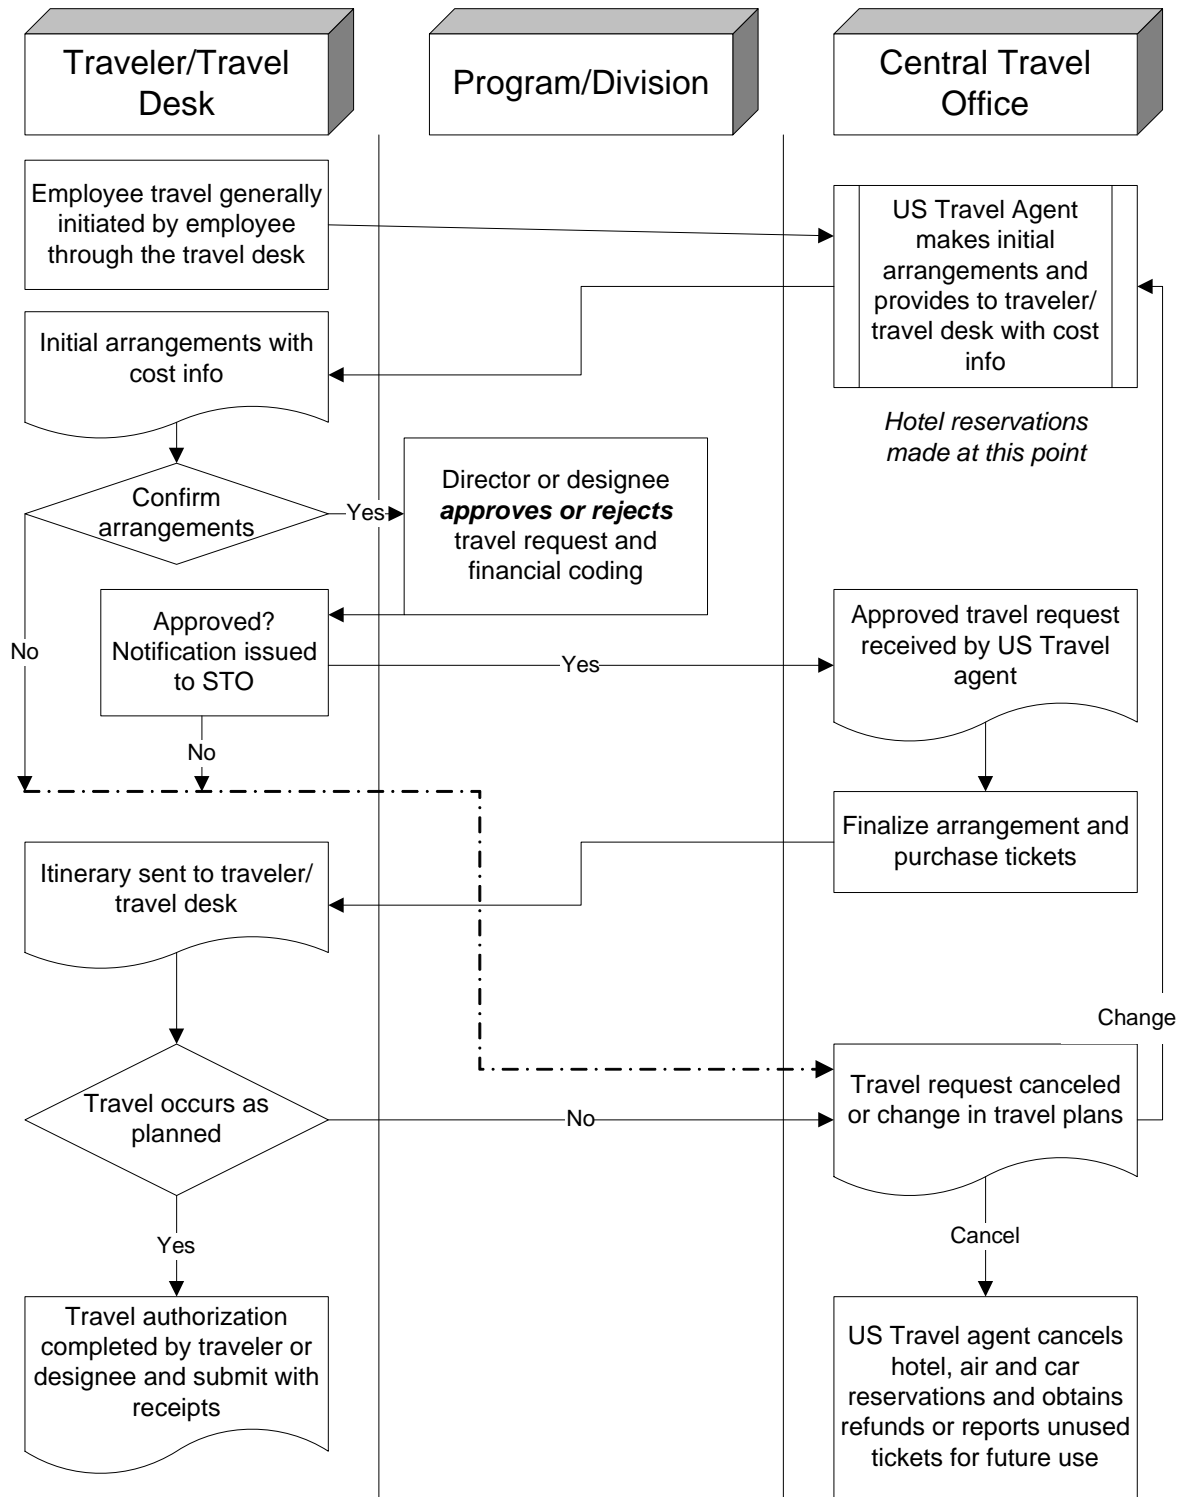 Traveler/Travel
Desk
Program/Division
Central Travel
Office
Employee travel generally
initiated by employee
through the travel desk
US Travel Agent
makes initial
arrangements and
provides to traveler/
travel desk with cost
info
Initial arrangements with
cost info
Hotel reservations
made at this point
Confirm
arrangements
Yes
Director or designee
approves or rejects
travel request and
financial coding
No
Approved?
Notification issued
to STO
Yes
Approved travel request
received by US Travel
agent
No
Finalize arrangement and
purchase tickets
Itinerary sent to traveler/
travel desk
Change
Travel occurs as
planned
No
Travel request canceled
or change in travel plans
Yes
Cancel
Travel authorization
completed by traveler or
designee and submit with
receipts
US Travel agent cancels
hotel, air and car
reservations and obtains
refunds or reports unused
tickets for future use